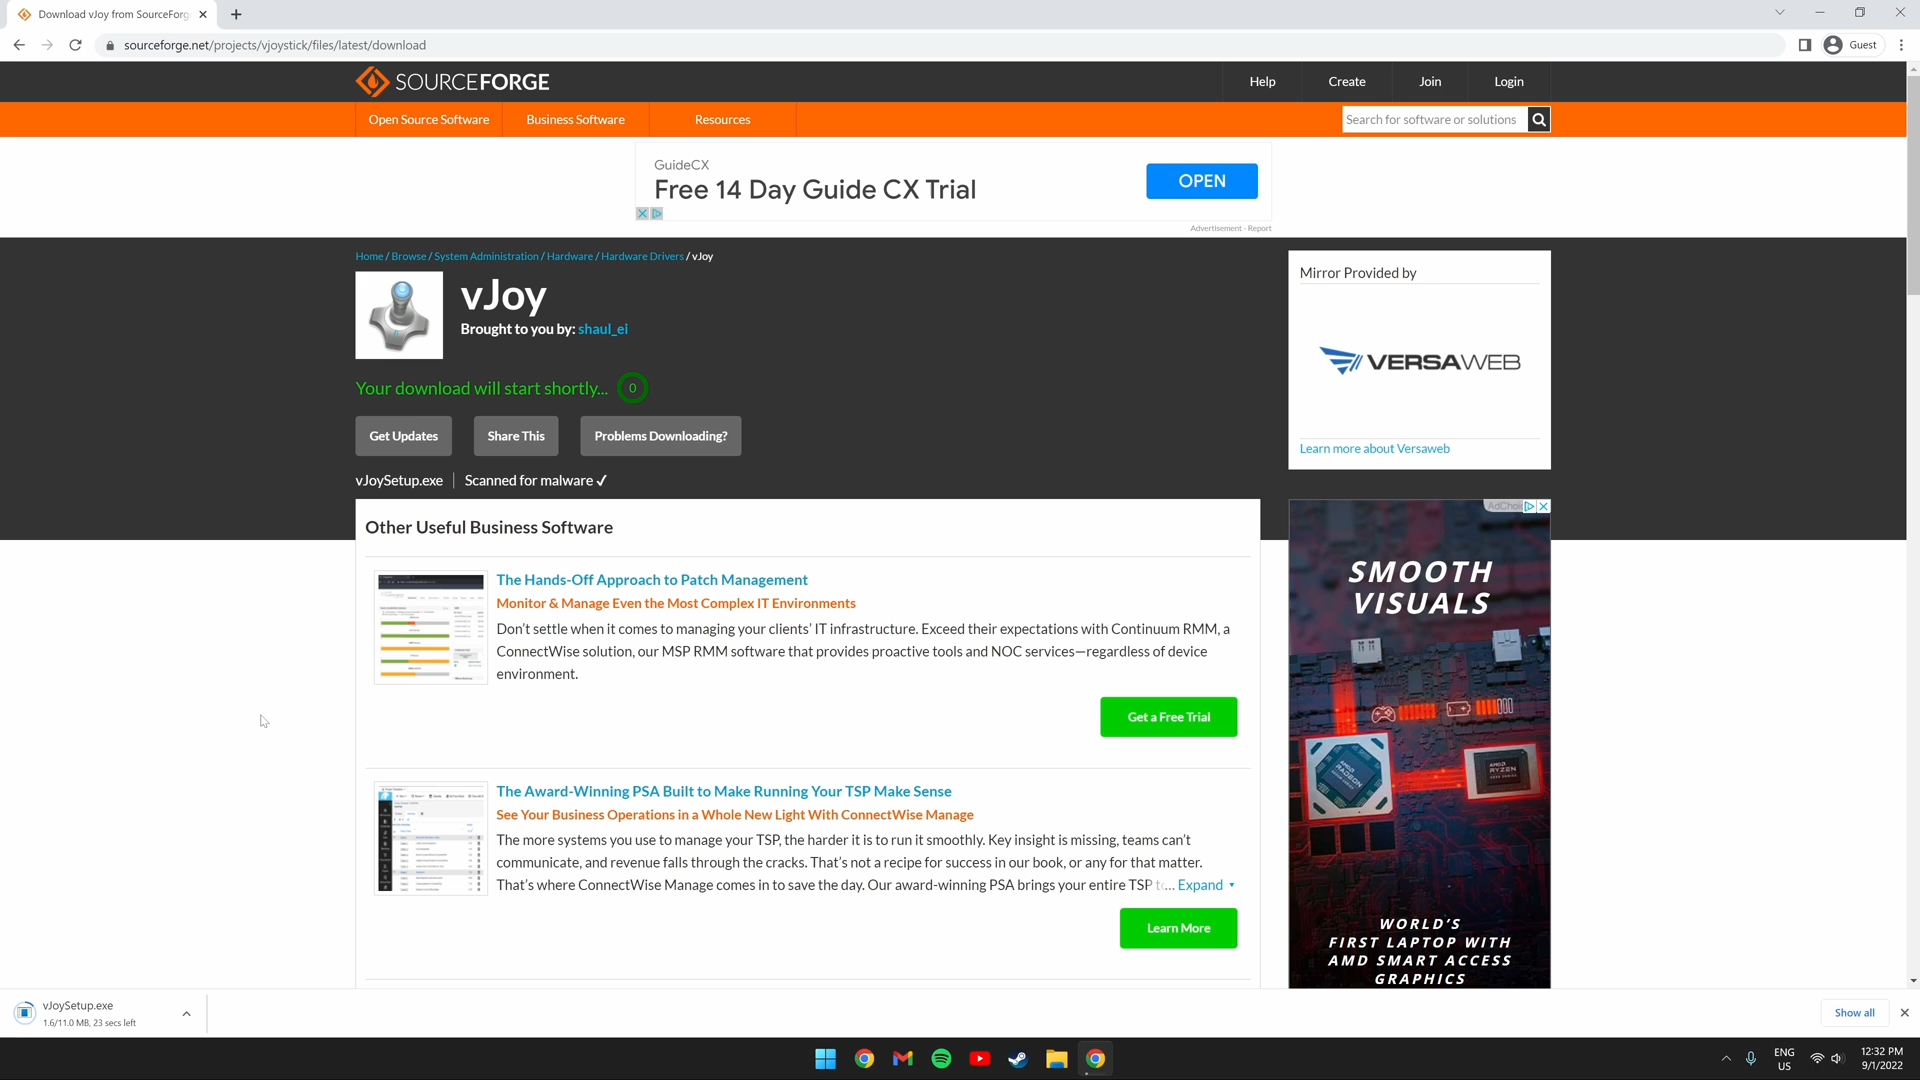 Download vJoy from SourceForg
sourceforge.net/projects/vjoystick/files/latest/download
Guest
SOURCEFORGE
Help
Create
Join
Login
Open Source Software
Business Software
Resources
Search for software or solutions
GuideCX
Free 14 Day Guide CX Trial
OPEN
Advertisement - Report
Home / Browse / System Administration / Hardware / Hardware Drivers / vJoy
vJoy
Brought to you by: shaul_ei
Your download will start shortly... 0
Get Updates
Share This
Problems Downloading?
vJoySetup.exe
Scanned for malware ✓
Mirror Provided by
VERSAWEB
Learn more about Versaweb
Other Useful Business Software
The Hands-Off Approach to Patch Management
Monitor & Manage Even the Most Complex IT Environments
Don't settle when it comes to managing your clients' IT infrastructure. Exceed their expectations with Continuum RMM, a
ConnectWise solution, our MSP RMM software that provides proactive tools and NOC services—regardless of device
environment.
Get a Free Trial
The Award-Winning PSA Built to Make Running Your TSP Make Sense
See Your Business Operations in a Whole New Light With ConnectWise Manage
The more systems you use to manage your TSP, the harder it is to run it smoothly. Key insight is missing, teams can't
communicate, and revenue falls through the cracks. That's not a recipe for success in our book, or any for that matter.
That's where ConnectWise Manage comes in to save the day. Our award-winning PSA brings your entire TSP t... Expand
Learn More
AdChoi
SMOOTH
VISUALS
AMD
RADEON
AMD
RYZEN
WORLD'S
FIRST LAPTOP WITH
AMD SMART ACCESS
GRAPHICS
vJoySetup.exe
1.6/11.0 MB, 23 secs left
Show all
ENG
US
12:32 PM
9/1/2022